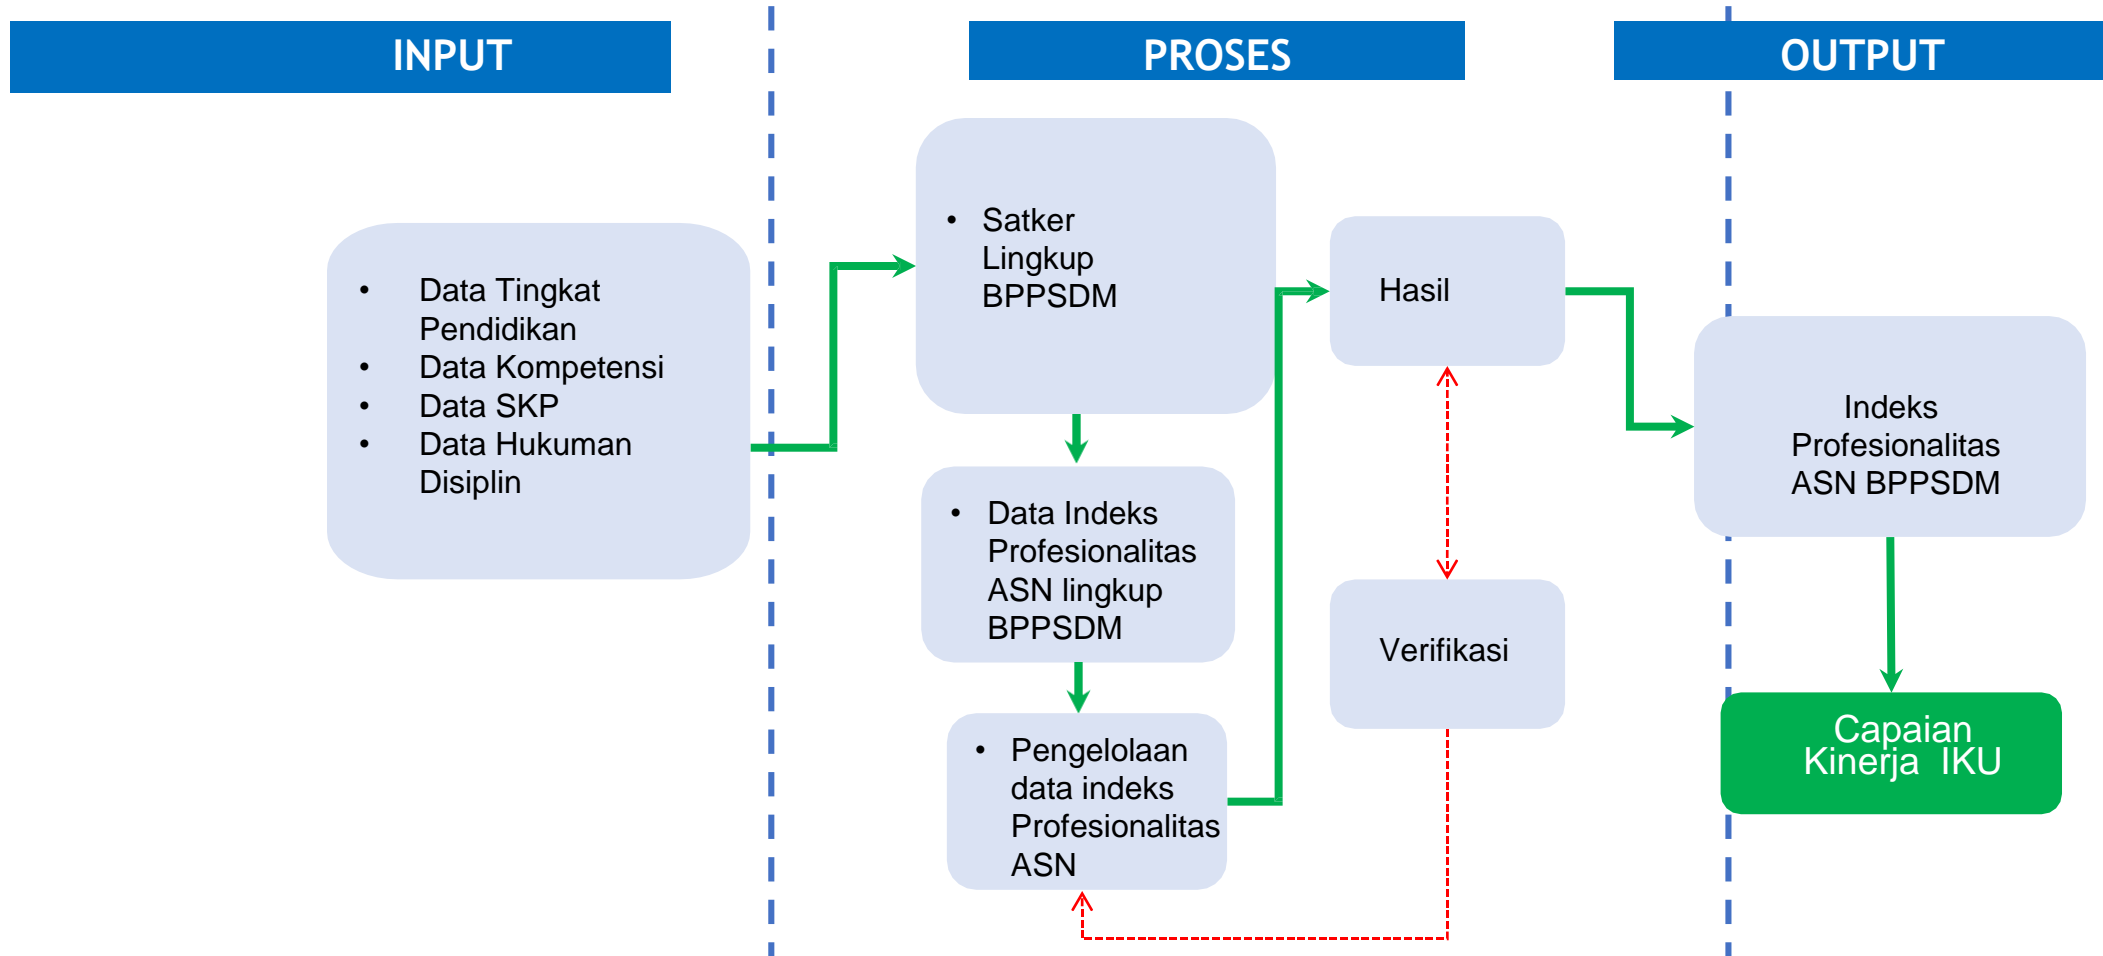 INPUT
PROSES
OUTPUT
• Data Tingkat
Pendidikan
• Data Kompetensi
• Data SKP
• Data Hukuman
Disiplin
• Satker
Lingkup
BPPSDM
• Data Indeks
Profesionalitas
ASN lingkup
BPPSDM
• Pengelolaan
data indeks
Profesionalitas
ASN
Hasil
Verifikasi
Indeks
Profesionalitas
ASN BPPSDM
Capaian
Kinerja IKU